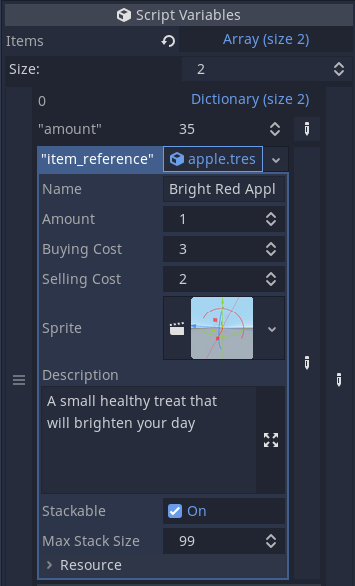 Script Variables
Items Array (size 2)
Size: 2
0 Dictionary (size 2)
"amount" 35
"item_reference" apple.tres
Name Bright Red Appl
Amount 1
Buying Cost 3
Selling Cost 2
Sprite
Description
A small healthy treat that
will brighten your day
Stackable On
Max Stack Size 99
Resource